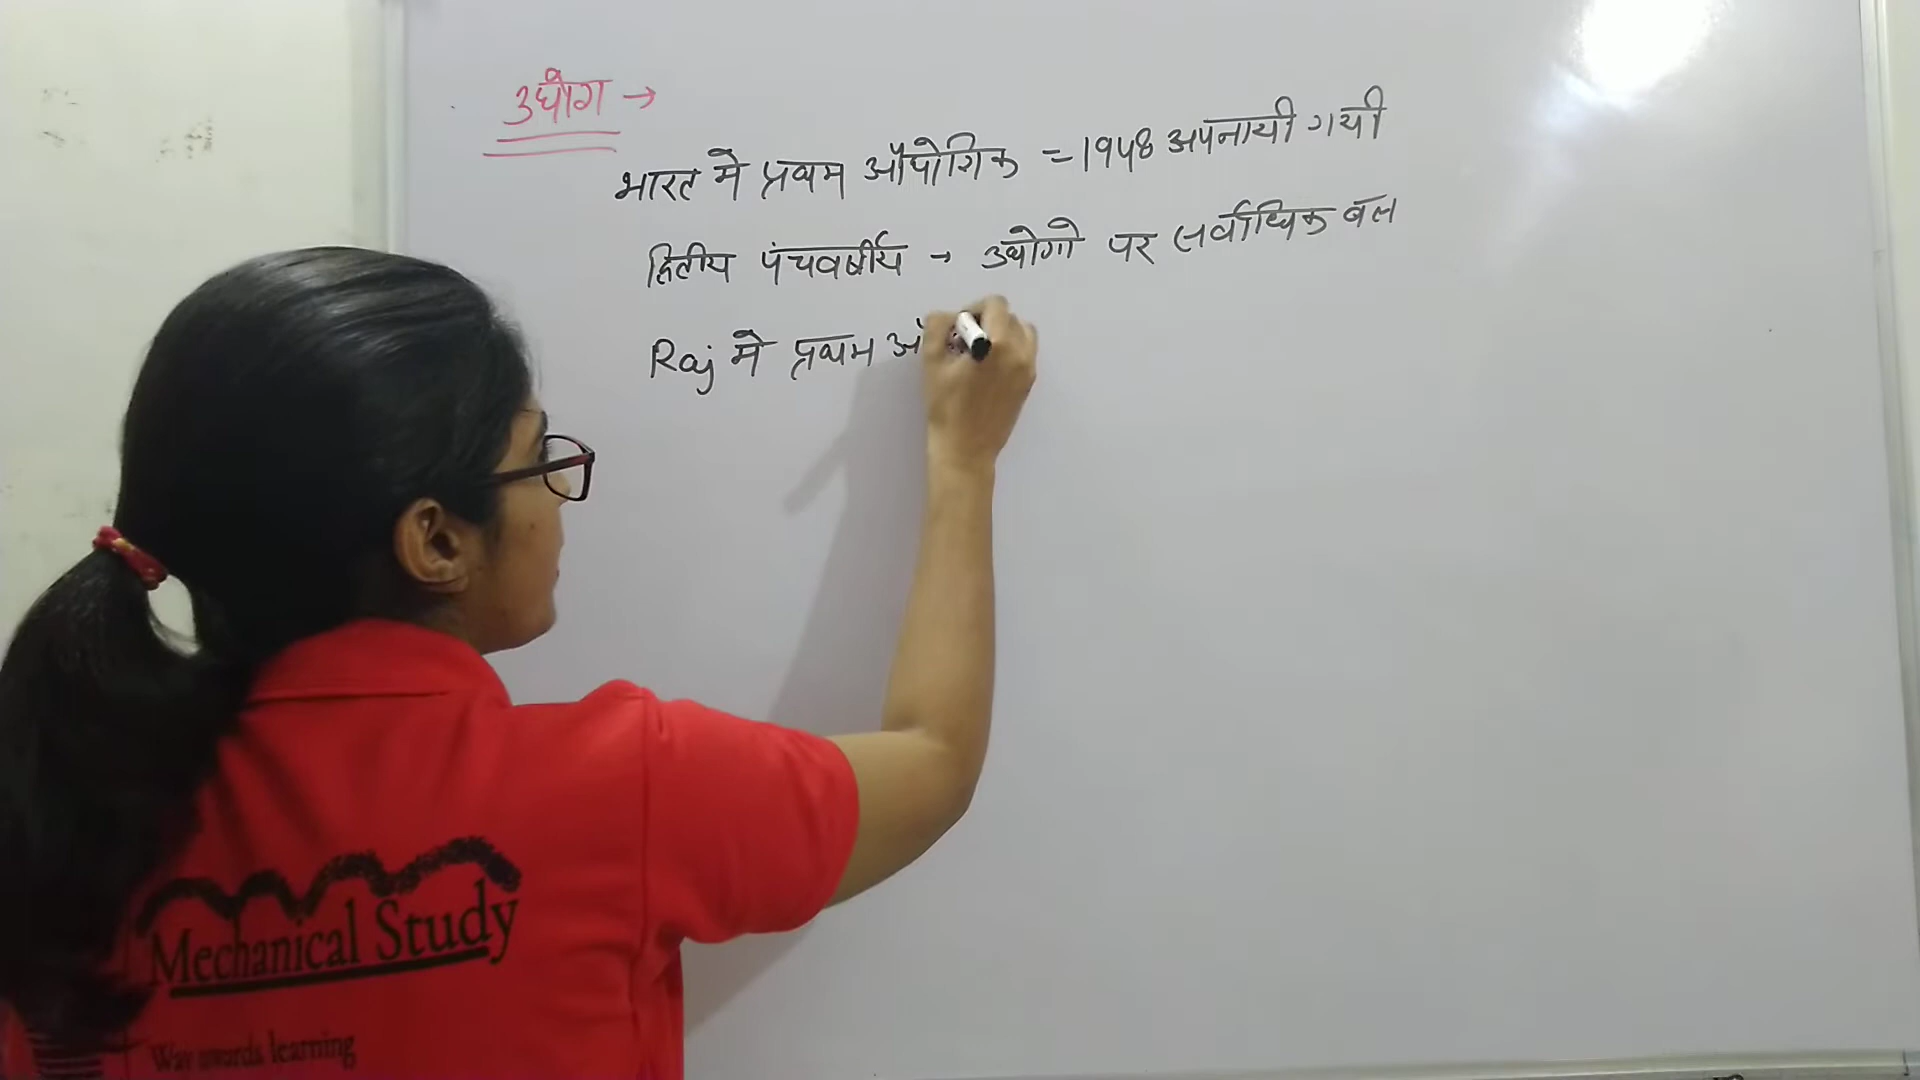 उद्योग →
भारत मे प्रथम औद्योगिक = 1948 अपनायी गयी
द्वितीय पंचवर्षीय → उद्योगो पर सर्वाधिक बल
Raj मे प्रथम औ
Mechanical Study
Way towards learning